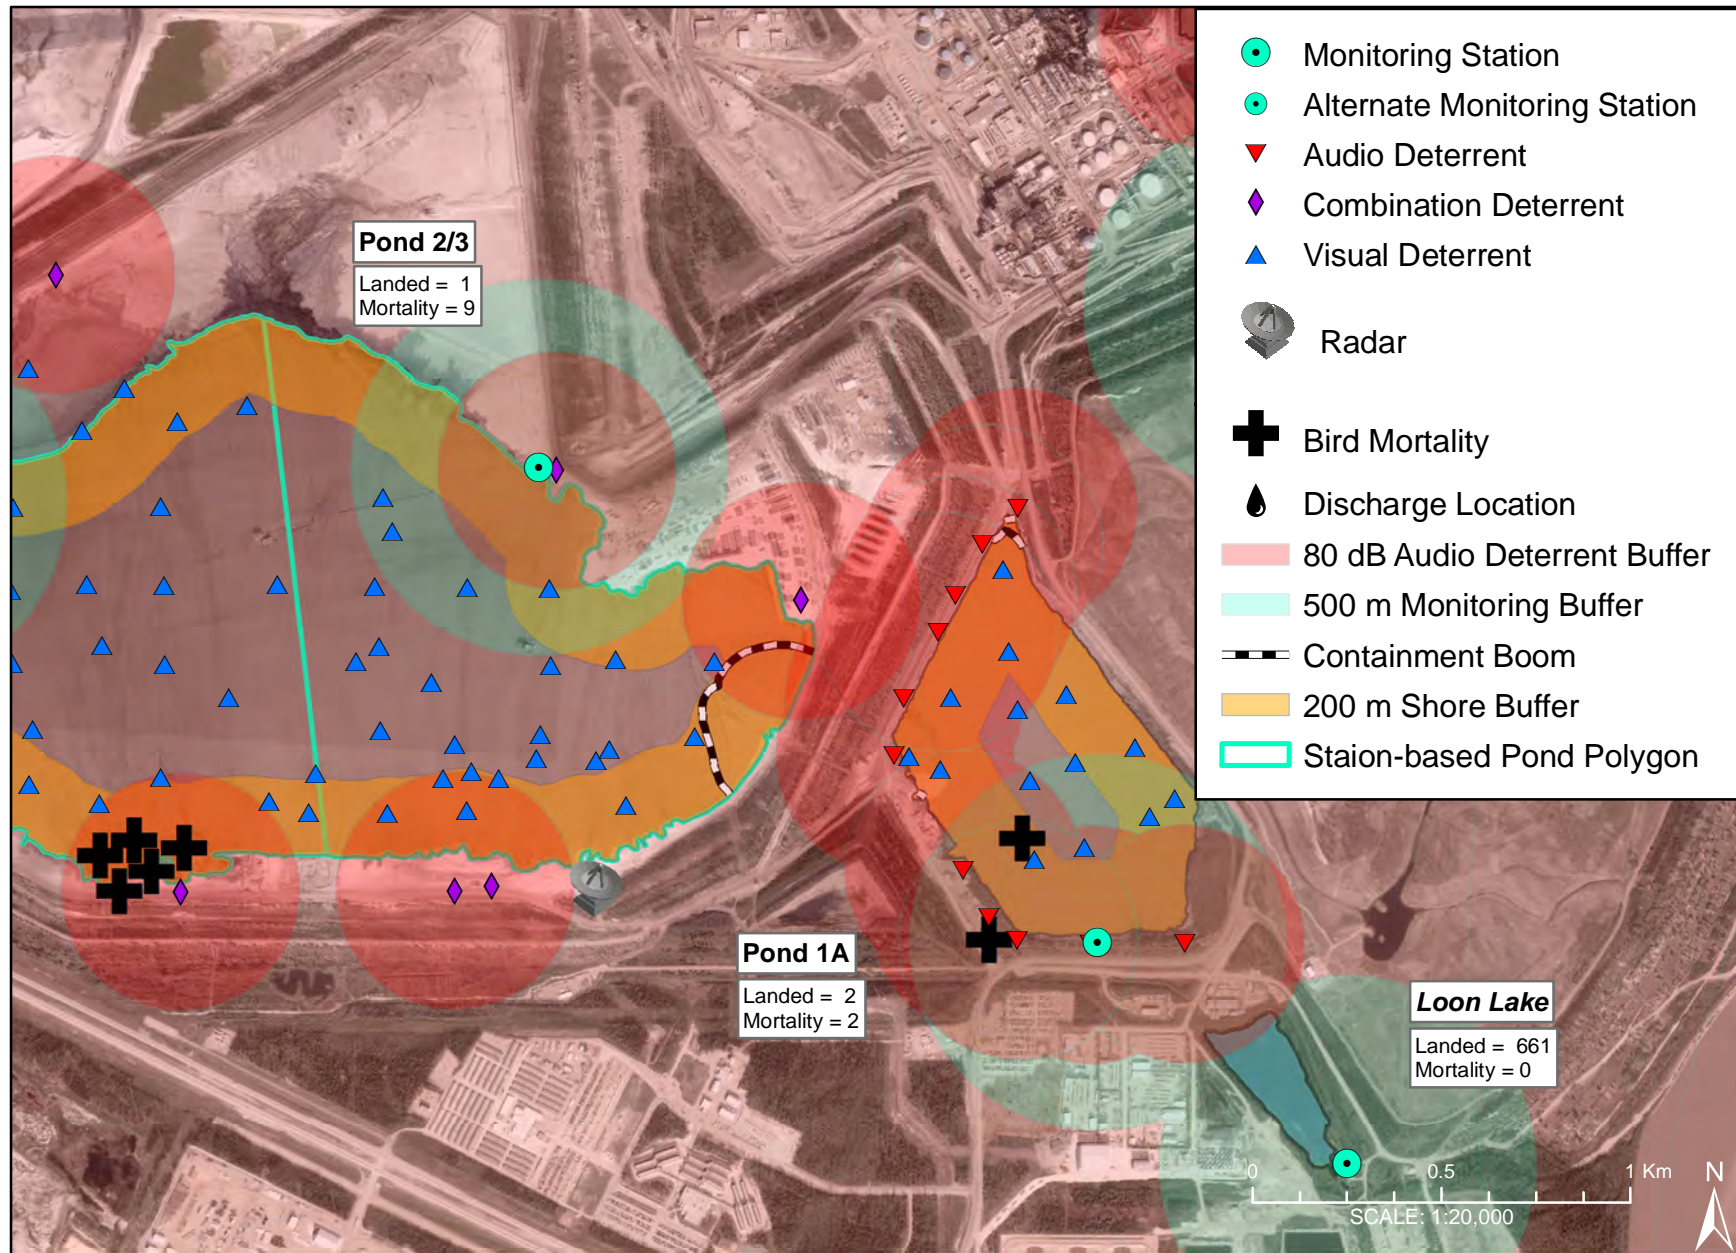 Monitoring Station
Alternate Monitoring Station
Audio Deterrent
Combination Deterrent
Visual Deterrent
Radar
Bird Mortality
Discharge Location
80 dB Audio Deterrent Buffer
500 m Monitoring Buffer
Containment Boom
200 m Shore Buffer
Staion-based Pond Polygon
Pond 2/3
Landed = 1
Mortality = 9
Pond 1A
Landed = 2
Mortality = 2
Loon Lake
Landed = 661
Mortality = 0
0 0.5 1 Km
SCALE: 1:20,000
N